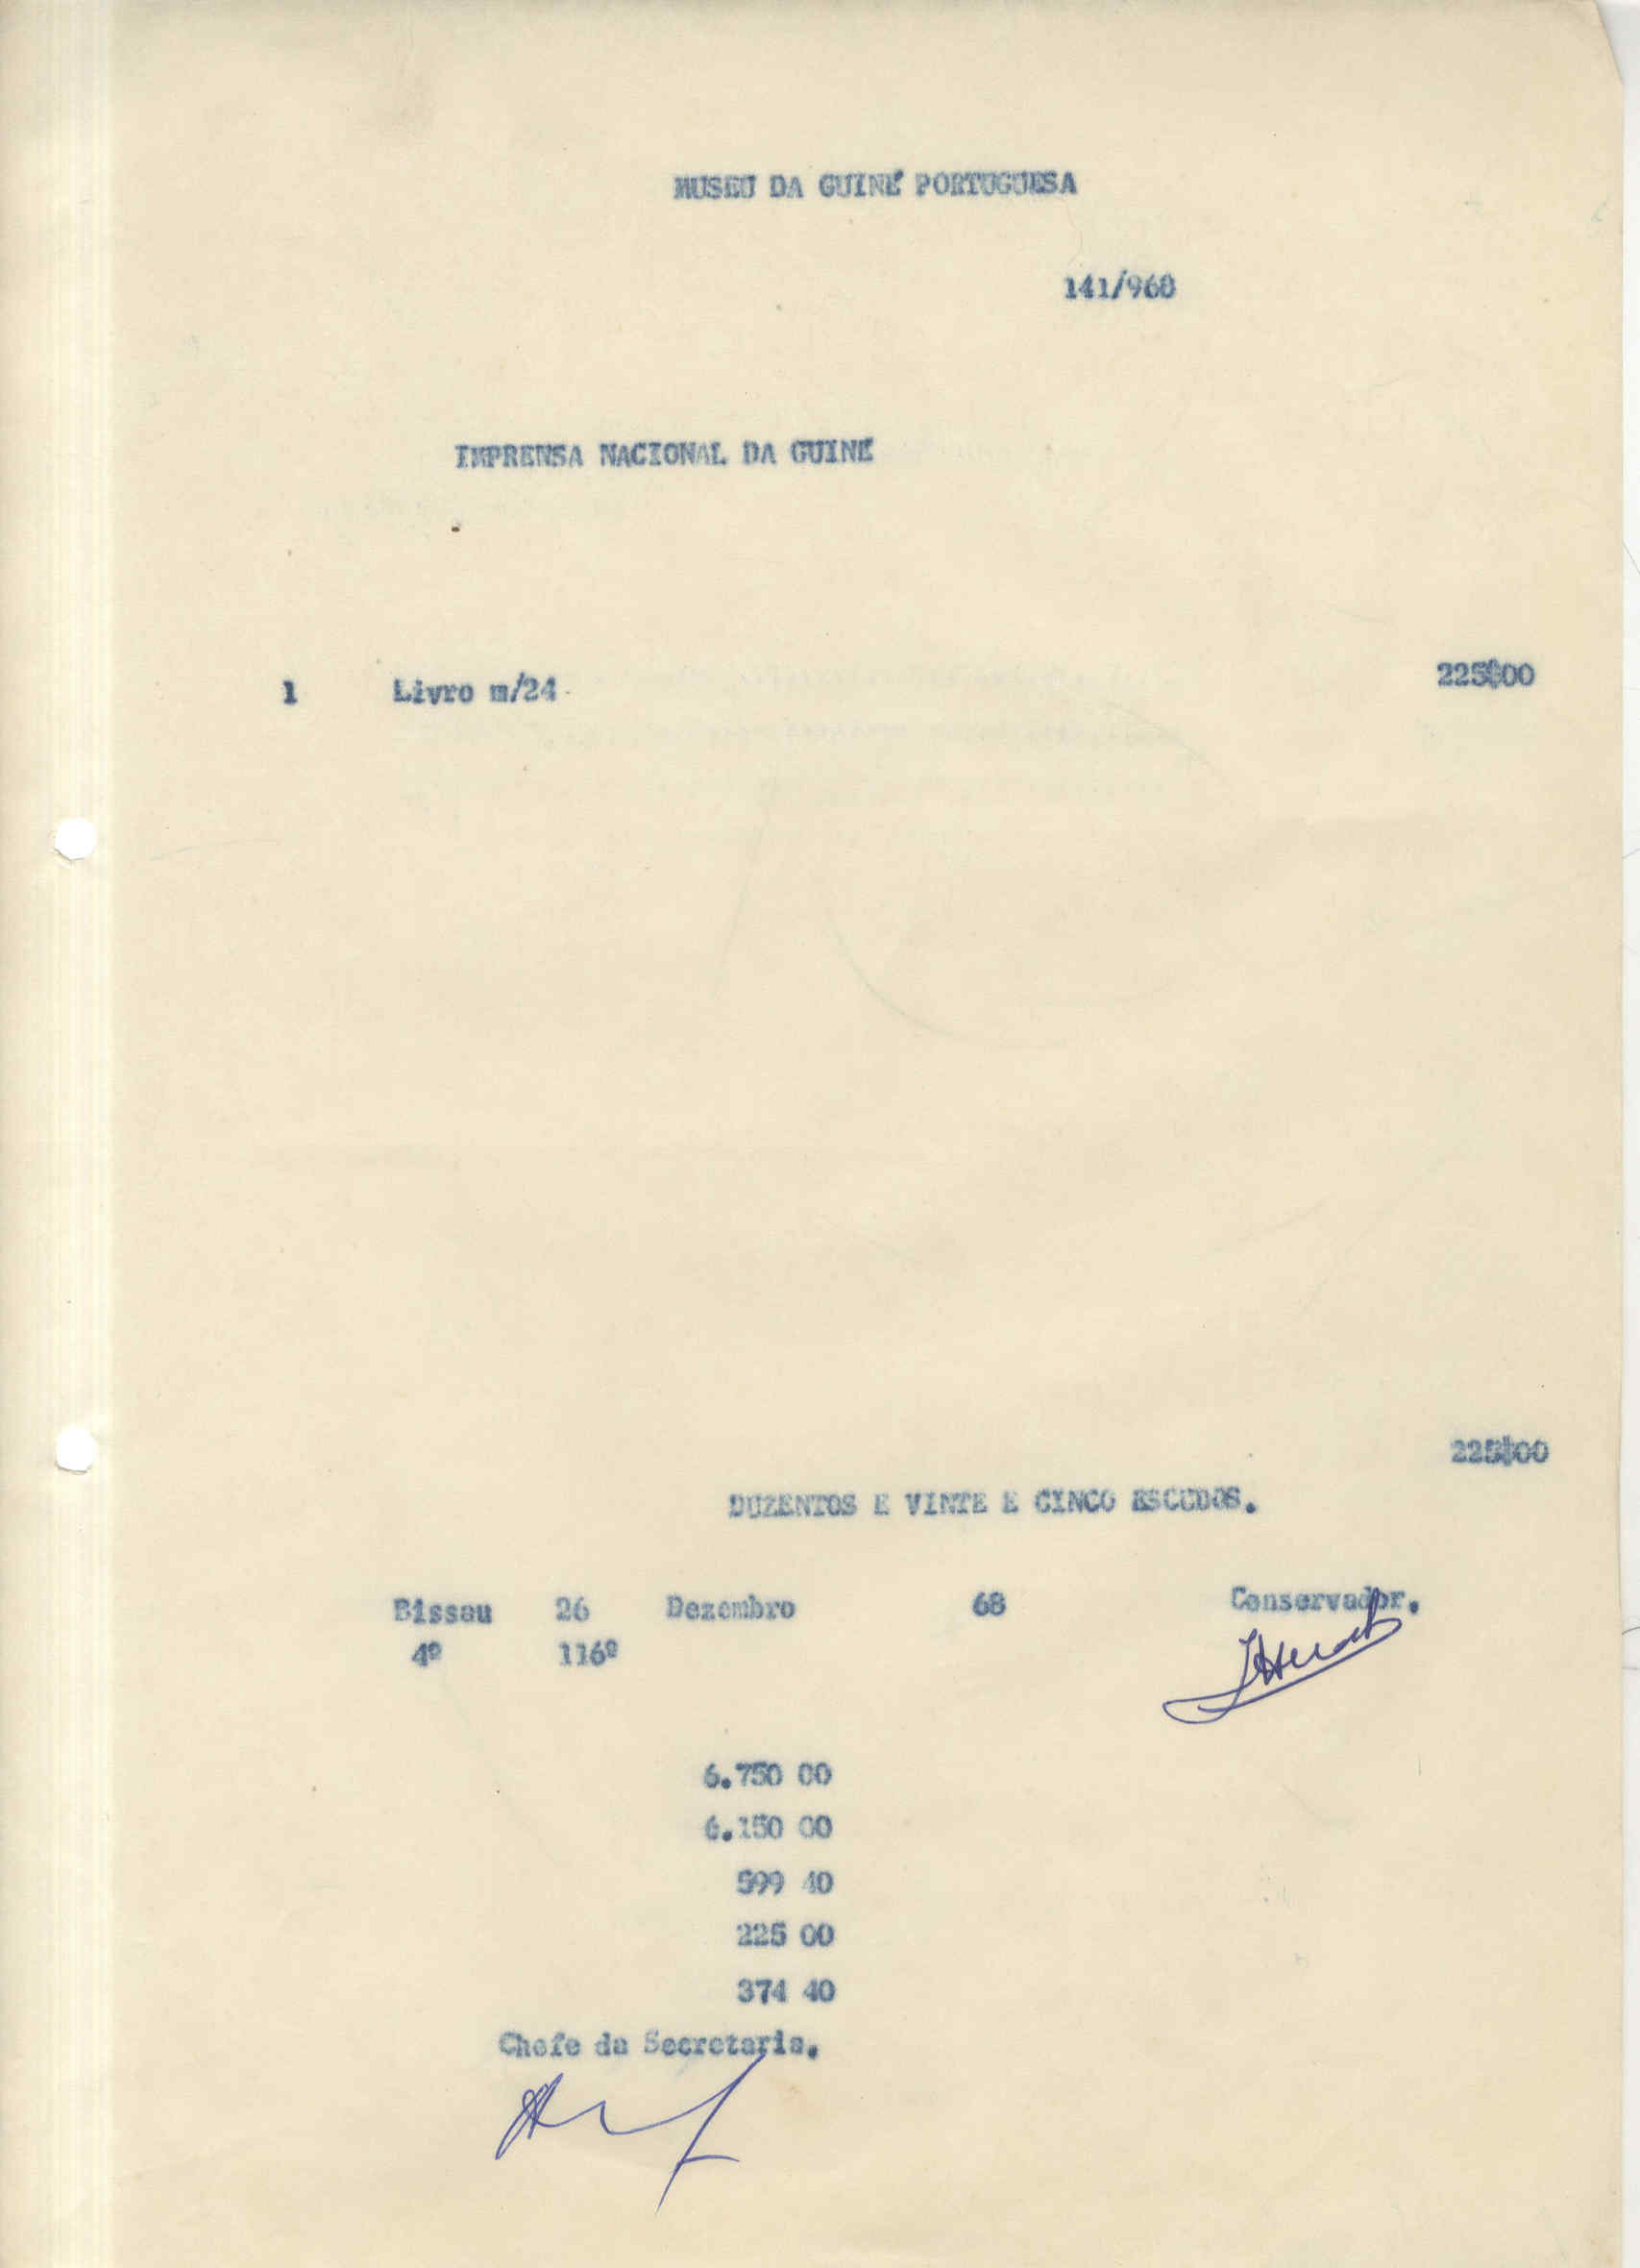 MUSEU DA GUINÉ PORTUGUESA
141/968
IMPRENSA NACIONAL DA GUINÉ
1 Livro m/24 225$00
225$00
DUZENTOS E VINTE E CINCO ESCUDOS.
Bissau 26 Dezembro 68 Conservador.
4º 116º
6.750 00
6.150 00
599 40
225 00
374 40
Chefe da Secretaria.